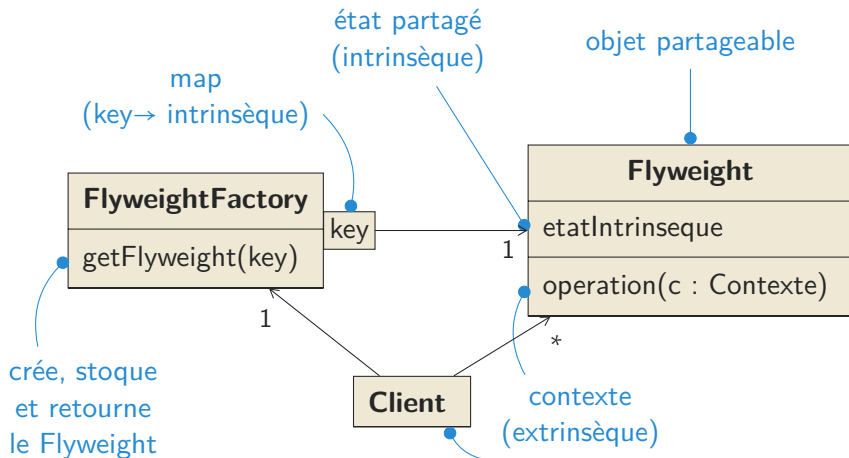 état partagé
(intrinsèque)
objet partageable
map
(key→ intrinsèque)
FlyweightFactory
getFlyweight(key)
key
1
Flyweight
etatIntrinseque
operation(c : Contexte)
1
*
Client
crée, stoque
et retourne
le Flyweight
contexte
(extrinsèque)